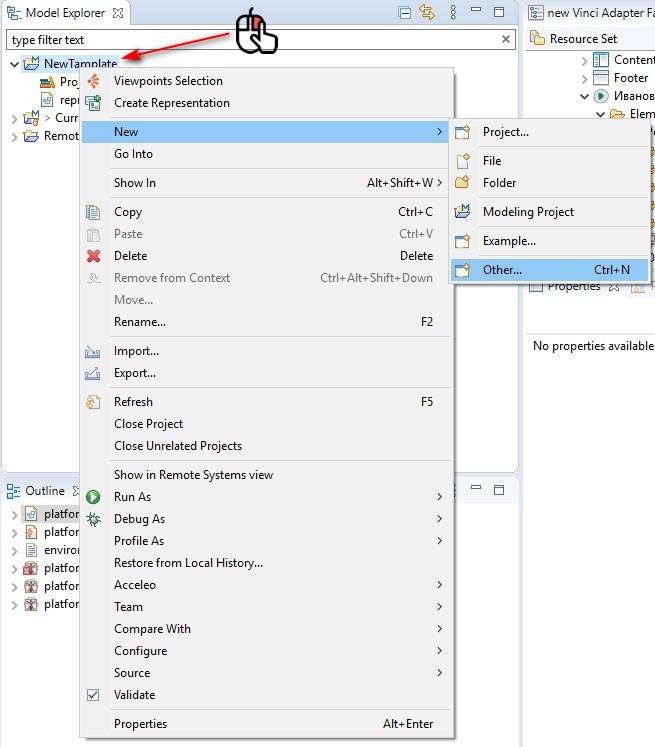 Model Explorer
new Vinci Adapter Fa
type filter text
Resource Set
NewTamplate
Content
Footer
Иванова
Elem
Pro
repr
> Curr
Remot
Viewpoints Selection
Create Representation
New
Go Into
Show In Alt+Shift+W
Copy Ctrl+C
Paste Ctrl+V
Delete Delete
Remove from Context Ctrl+Alt+Shift+Down
Move...
Rename... F2
Import...
Export...
Refresh F5
Close Project
Close Unrelated Projects
Show in Remote Systems view
Run As
Debug As
Profile As
Restore from Local History...
Acceleo
Team
Compare With
Configure
Source
Validate
Properties Alt+Enter
Project...
File
Folder
Modeling Project
Example...
Other... Ctrl+N
Properties
No properties available
Outline
platfor
platfor
enviror
platfor
platfor
platfor